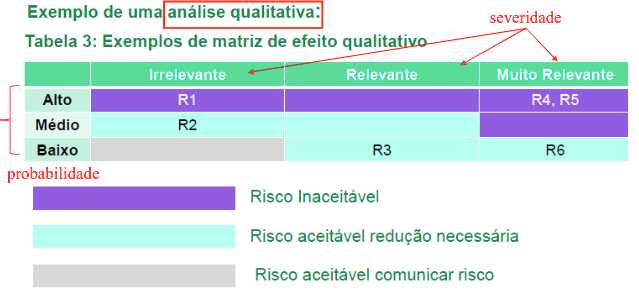 Exemplo de uma análise qualitativa:
severidade
Tabela 3: Exemplos de matriz de efeito qualitativo
Irrelevante Relevante Muito Relevante
Alto R1 R4, R5
Médio R2
Baixo R3 R6
probabilidade
Risco Inaceitável
Risco aceitável redução necessária
Risco aceitável comunicar risco